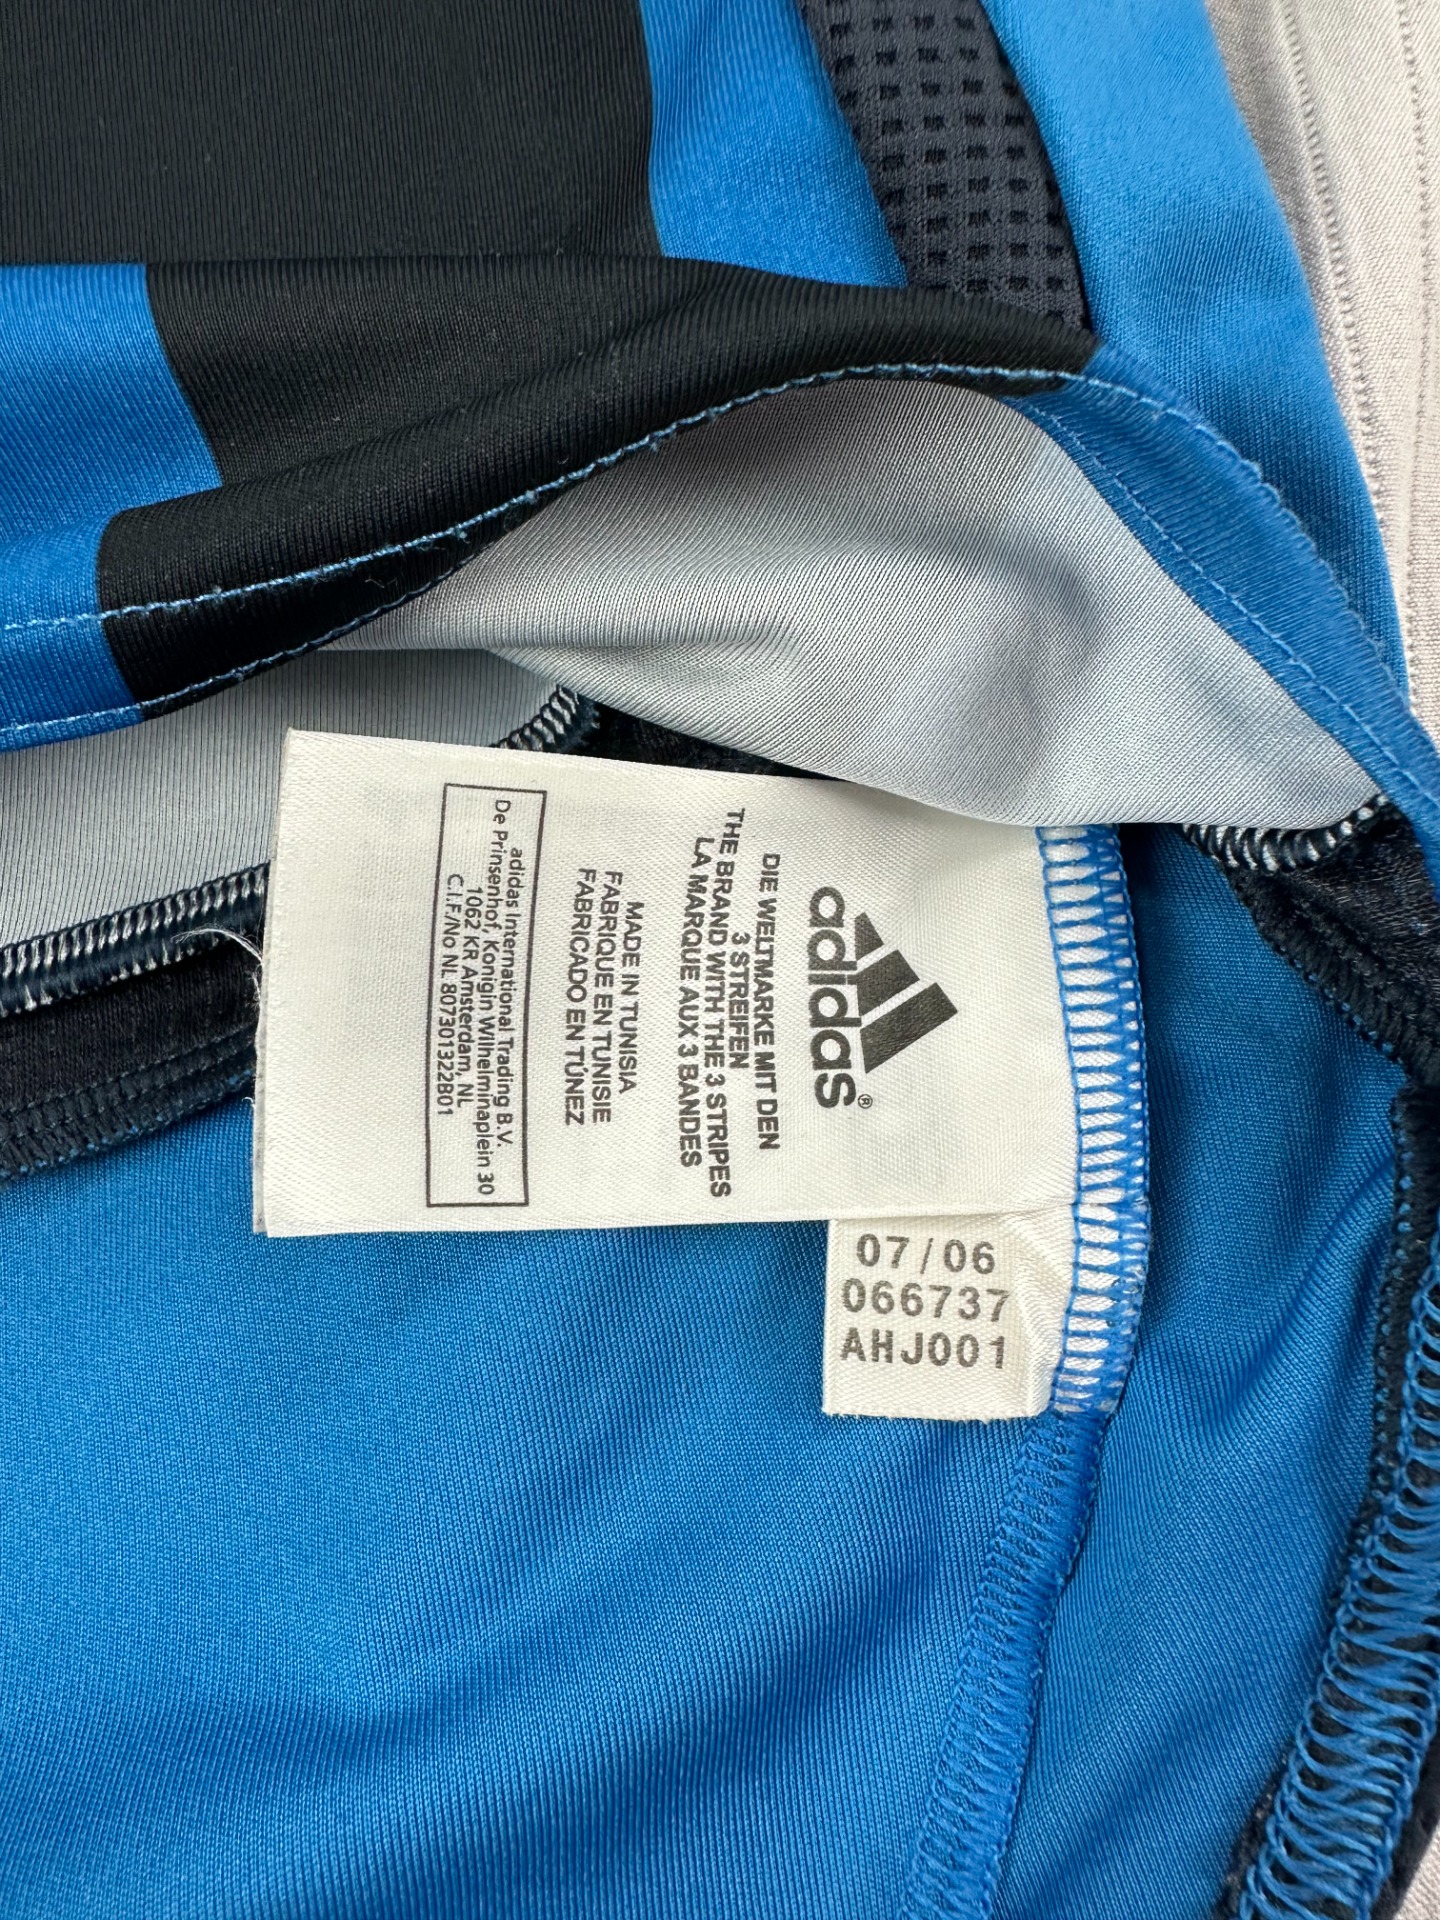 adidas®
DIE WELTMARKE MIT DEN
3 STREIFEN
THE BRAND WITH THE 3 STRIPES
LA MARQUE AUX 3 BANDES
MADE IN TUNISIA
FABRIQUE EN TUNISIE
FABRICADO EN TÚNEZ
adidas International Trading B.V.
De Prinsenhof, Konigin Wilhelminaplein 30
1062 KR Amsterdam, NL
C.I.F./No NL 807301322B01
07/06
066737
AHJ001